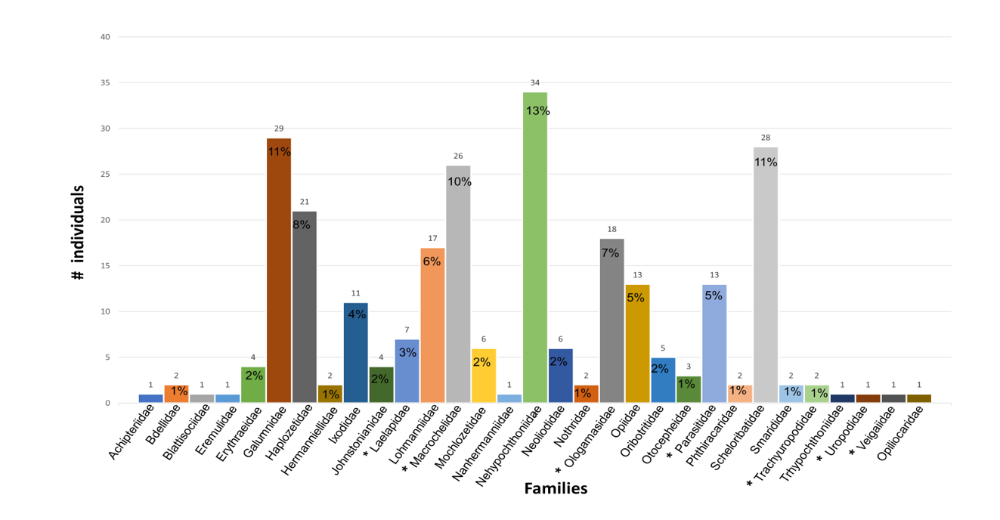 40
35
30
25
20
15
10
5
0
# individuals
1
2
1%
1
1
4
2%
29
11%
21
8%
2
1%
11
4%
4
2%
7
3%
17
6%
26
10%
6
2%
1
34
13%
6
2%
2
1%
18
7%
13
5%
5
2%
3
1%
13
5%
2
1%
28
11%
2
1%
2
1%
1
1
1
1
Achipteriidae
Bdellidae
Blattisociidae
Eremulidae
Erythraeidae
Galumnidae
Haplozetidae
Hermanniellidae
Ixodidae
Johnstonianidae
* Laelapidae
Lohmanniidae
* Macrochelidae
Mochlozetidae
Nanhermanniidae
Nehypochthoniidae
Neoliodidae
Nothridae
* Ologamasidae
Opiidae
Oribotritidae
Otocepheidae
* Parasitidae
Phthiracaridae
Scheloribatidae
Smarididae
* Trachyuropodidae
Trhypochthoniidae
* Uropodidae
* Veigaiidae
Opiliocaridae
Families